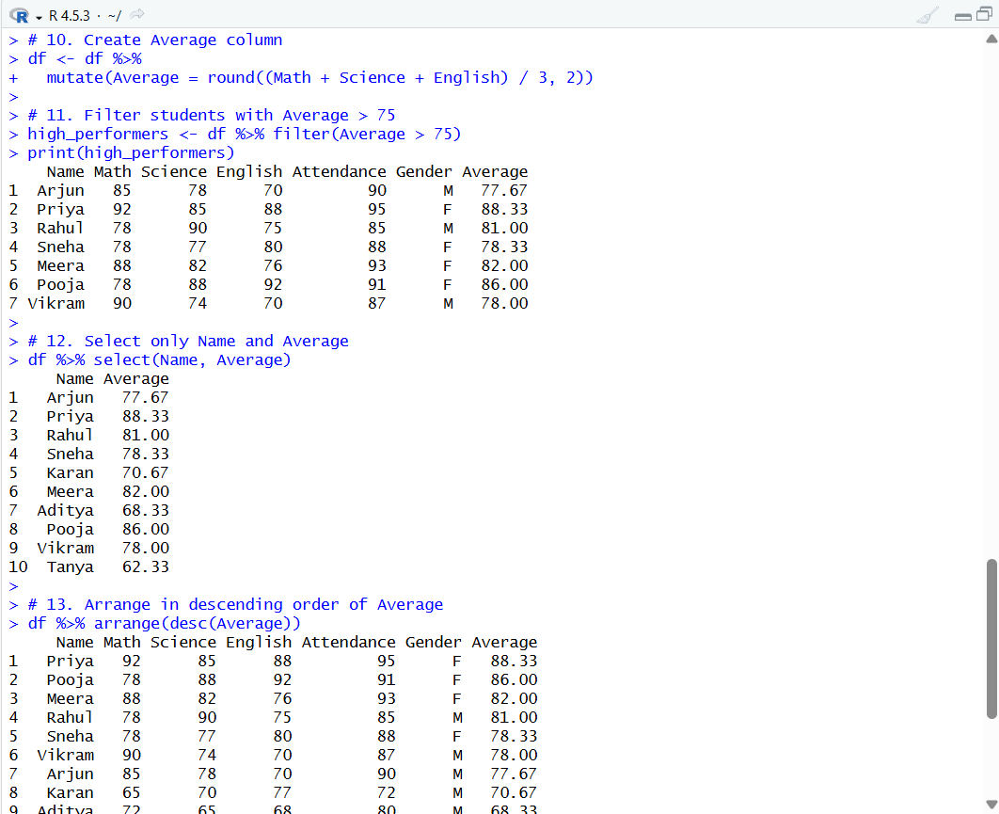 R 4.5.3 · ~/
> # 10. Create Average column
> df <- df %>%
+   mutate(Average = round((Math + Science + English) / 3, 2))
>
> # 11. Filter students with Average > 75
> high_performers <- df %>% filter(Average > 75)
> print(high_performers)
    Name Math Science English Attendance Gender Average
1  Arjun   85      78      70         90      M   77.67
2  Priya   92      85      88         95      F   88.33
3  Rahul   78      90      75         85      M   81.00
4  Sneha   78      77      80         88      F   78.33
5  Meera   88      82      76         93      F   82.00
6  Pooja   78      88      92         91      F   86.00
7 Vikram   90      74      70         87      M   78.00
>
> # 12. Select only Name and Average
> df %>% select(Name, Average)
     Name Average
1   Arjun   77.67
2   Priya   88.33
3   Rahul   81.00
4   Sneha   78.33
5   Karan   70.67
6   Meera   82.00
7  Aditya   68.33
8   Pooja   86.00
9  Vikram   78.00
10  Tanya   62.33
>
> # 13. Arrange in descending order of Average
> df %>% arrange(desc(Average))
     Name Math Science English Attendance Gender Average
1   Priya   92      85      88         95      F   88.33
2   Pooja   78      88      92         91      F   86.00
3   Meera   88      82      76         93      F   82.00
4   Rahul   78      90      75         85      M   81.00
5   Sneha   78      77      80         88      F   78.33
6  Vikram   90      74      70         87      M   78.00
7   Arjun   85      78      70         90      M   77.67
8   Karan   65      70      77         72      M   70.67
9  Aditya   72      65      68         80      M   68.33